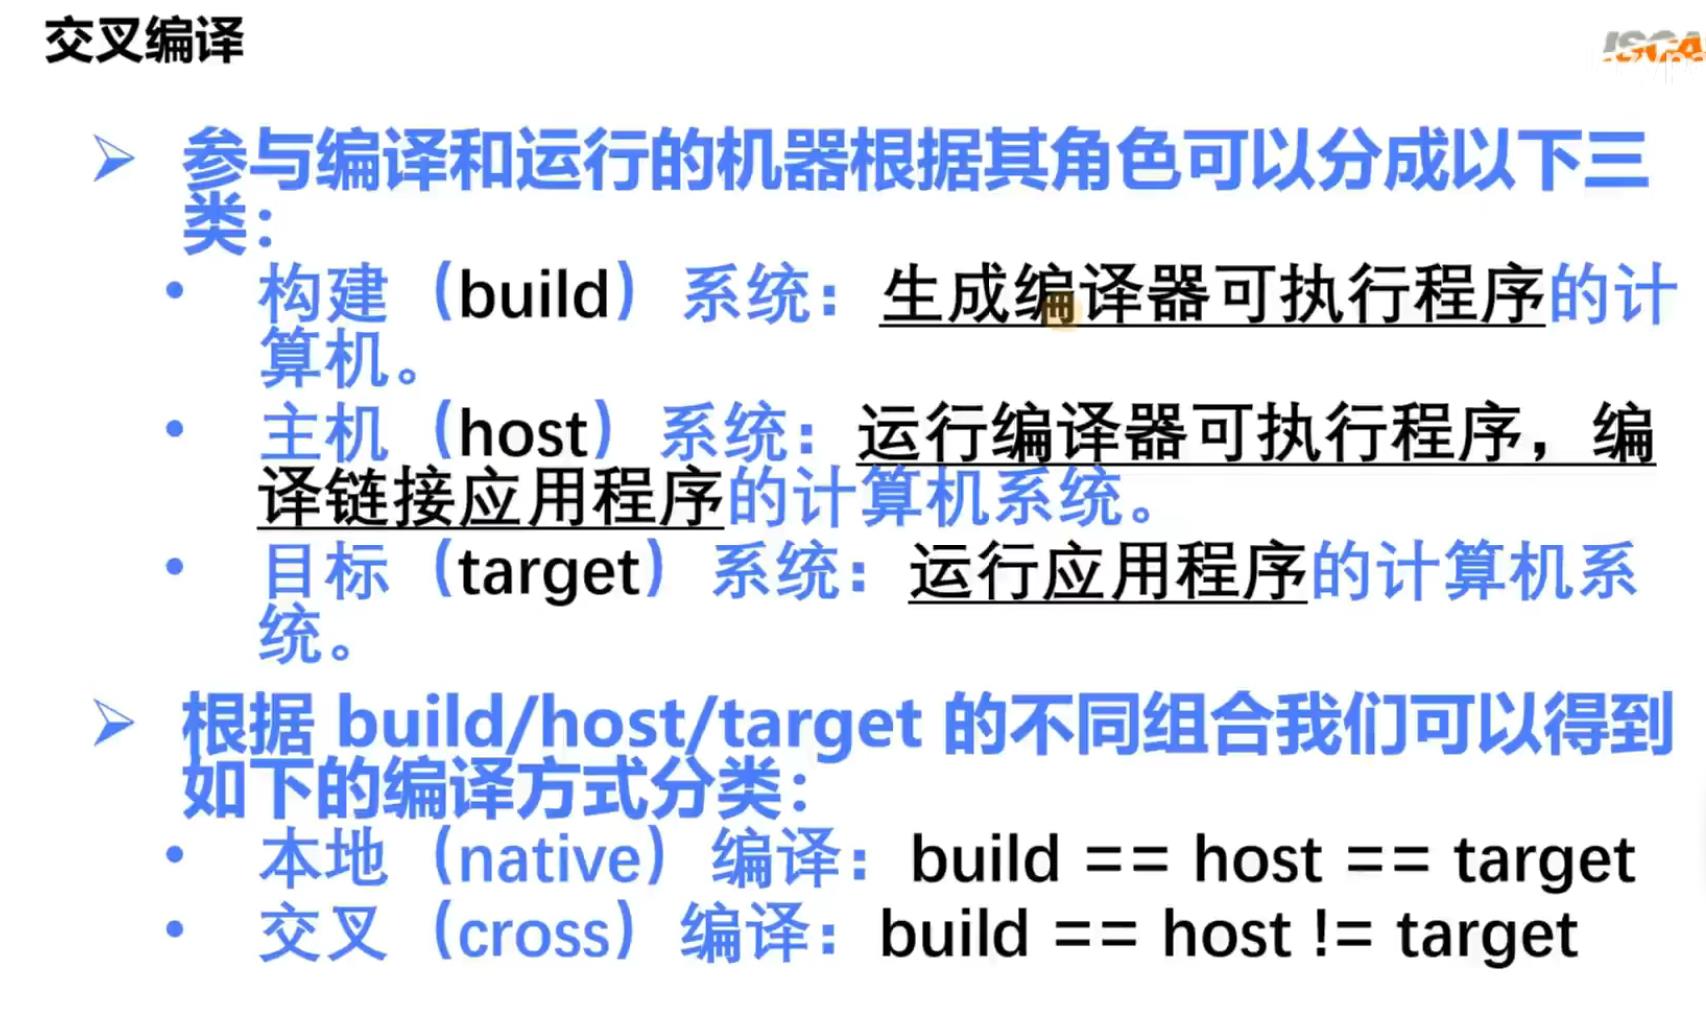 交叉编译
参与编译和运行的机器根据其角色可以分成以下三
类：
构建（build）系统：生成编译器可执行程序的计
算机。
主机（host）系统：运行编译器可执行程序，编
译链接应用程序的计算机系统。
目标（target）系统：运行应用程序的计算机系
统。
根据 build/host/target 的不同组合我们可以得到
如下的编译方式分类：
本地（native）编译：build == host == target
交叉（cross）编译：build == host != target